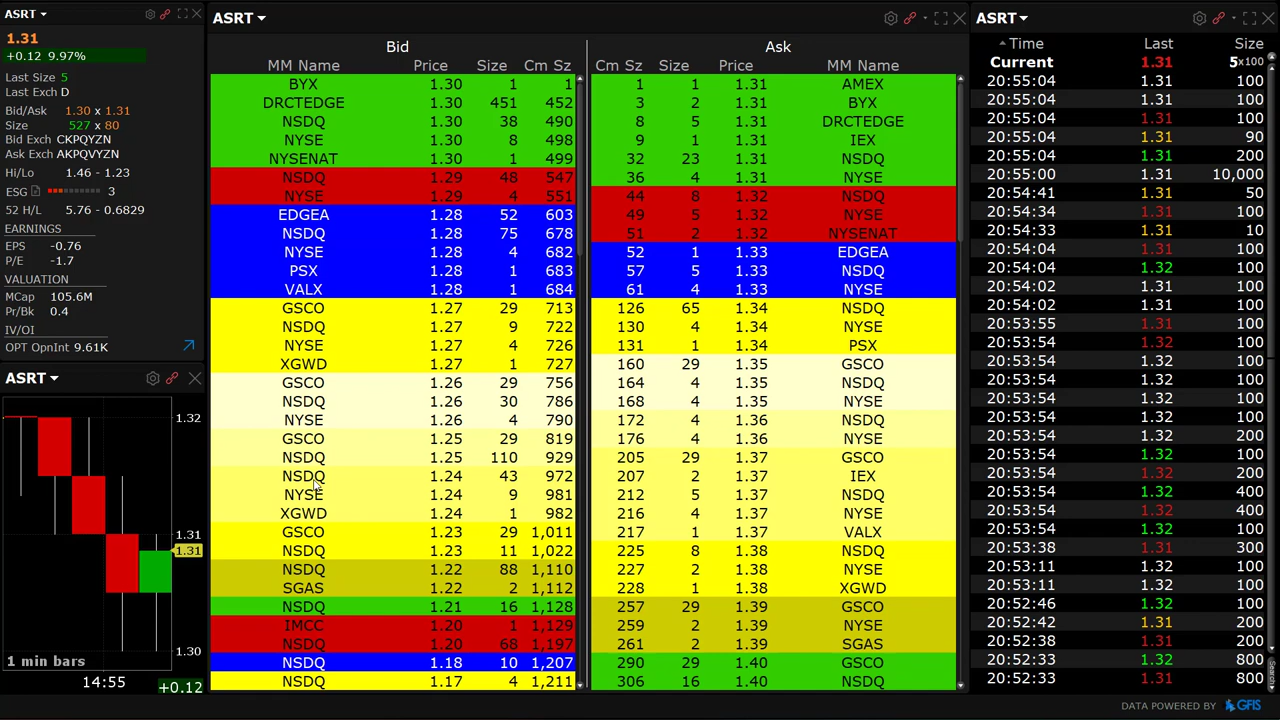 ASRT
1.31
+0.12 9.97%
Last Size 5
Last Exch D
Bid/Ask 1.30 x 1.31
Size 527 x 80
Bid Exch CKPQYZN
Ask Exch AKPQVYZN
Hi/Lo 1.46 - 1.23
ESG 3
52 H/L 5.76 - 0.6829
EARNINGS
EPS -0.76
P/E -1.7
VALUATION
MCap 105.6M
Pr/Bk 0.4
IV/OI
OPT OpnInt 9.61K
ASRT
1.32
1.31
1.31
1.30
1 min bars
14:55
+0.12
ASRT
Bid
MM Name Price Size Cm Sz
BYX 1.30 1 1
DRCTEDGE 1.30 451 452
NSDQ 1.30 38 490
NYSE 1.30 8 498
NYSENAT 1.30 1 499
NSDQ 1.29 48 547
NYSE 1.29 4 551
EDGEA 1.28 52 603
NSDQ 1.28 75 678
NYSE 1.28 4 682
PSX 1.28 1 683
VALX 1.28 1 684
GSCO 1.27 29 713
NSDQ 1.27 9 722
NYSE 1.27 4 726
XGWD 1.27 1 727
GSCO 1.26 29 756
NSDQ 1.26 30 786
NYSE 1.26 4 790
GSCO 1.25 29 819
NSDQ 1.25 110 929
NSDQ 1.24 43 972
NYSE 1.24 9 981
XGWD 1.24 1 982
GSCO 1.23 29 1,011
NSDQ 1.23 11 1,022
NSDQ 1.22 88 1,110
SGAS 1.22 2 1,112
NSDQ 1.21 16 1,128
IMCC 1.20 1 1,129
NSDQ 1.20 68 1,197
NSDQ 1.18 10 1,207
NSDQ 1.17 4 1,211
Ask
Cm Sz Size Price MM Name
1 1 1.31 AMEX
3 2 1.31 BYX
8 5 1.31 DRCTEDGE
9 1 1.31 IEX
32 23 1.31 NSDQ
36 4 1.31 NYSE
44 8 1.32 NSDQ
49 5 1.32 NYSE
51 2 1.32 NYSENAT
52 1 1.33 EDGEA
57 5 1.33 NSDQ
61 4 1.33 NYSE
126 65 1.34 NSDQ
130 4 1.34 NYSE
131 1 1.34 PSX
160 29 1.35 GSCO
164 4 1.35 NSDQ
168 4 1.35 NYSE
172 4 1.36 NSDQ
176 4 1.36 NYSE
205 29 1.37 GSCO
207 2 1.37 IEX
212 5 1.37 NSDQ
216 4 1.37 NYSE
217 1 1.37 VALX
225 8 1.38 NSDQ
227 2 1.38 NYSE
228 1 1.38 XGWD
257 29 1.39 GSCO
259 2 1.39 NYSE
261 2 1.39 SGAS
290 29 1.40 GSCO
306 16 1.40 NSDQ
ASRT
Time Last Size
Current 1.31 5x100
20:55:04 1.31 100
20:55:04 1.31 100
20:55:04 1.31 100
20:55:04 1.31 90
20:55:04 1.31 200
20:55:00 1.31 10,000
20:54:41 1.31 50
20:54:34 1.31 100
20:54:33 1.31 10
20:54:04 1.31 100
20:54:04 1.32 100
20:54:02 1.31 100
20:54:02 1.31 100
20:53:55 1.31 100
20:53:54 1.32 100
20:53:54 1.32 100
20:53:54 1.32 100
20:53:54 1.32 100
20:53:54 1.32 200
20:53:54 1.32 100
20:53:54 1.32 200
20:53:54 1.32 400
20:53:54 1.32 400
20:53:54 1.32 100
20:53:38 1.31 300
20:53:11 1.32 100
20:53:11 1.32 100
20:52:46 1.32 100
20:52:42 1.31 200
20:52:38 1.31 200
20:52:33 1.32 800
20:52:33 1.31 800
Search
DATA POWERED BY GFIS